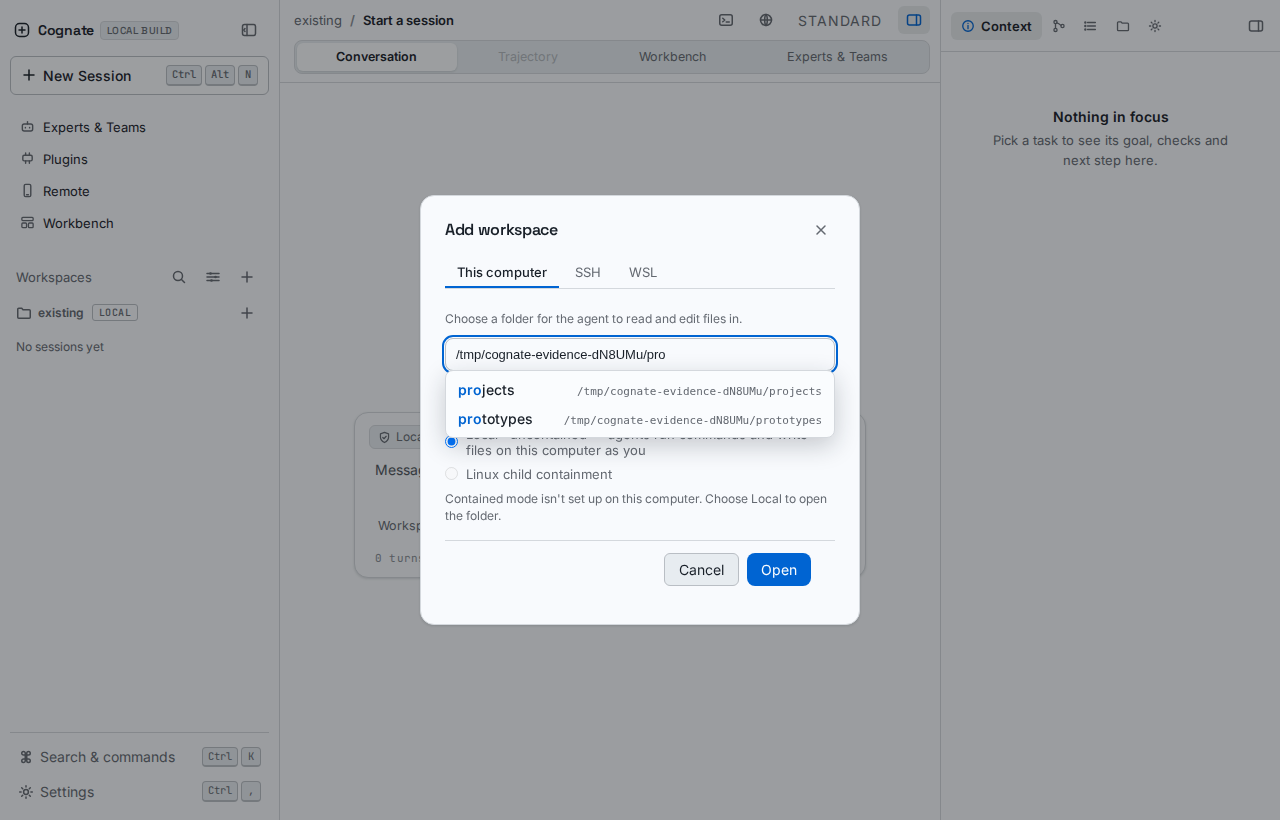 Cognate LOCAL BUILD
New Session Ctrl Alt N
Experts & Teams
Plugins
Remote
Workbench
Workspaces
existing LOCAL
No sessions yet
Search & commands Ctrl K
Settings Ctrl ,
existing / Start a session
STANDARD
Conversation Trajectory Workbench Experts & Teams
Add workspace
This computer SSH WSL
Choose a folder for the agent to read and edit files in.
/tmp/cognate-evidence-dN8UMu/pro
projects /tmp/cognate-evidence-dN8UMu/projects
prototypes /tmp/cognate-evidence-dN8UMu/prototypes
files on this computer as you
Linux child containment
Contained mode isn't set up on this computer. Choose Local to open
the folder.
Cancel Open
Context
Nothing in focus
Pick a task to see its goal, checks and
next step here.